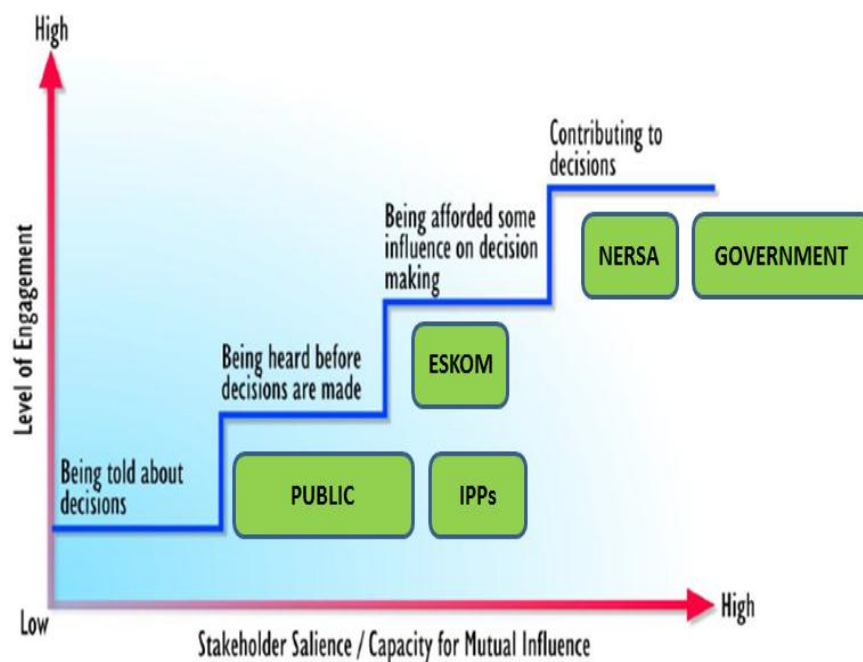 High
Contributing to
decisions
Being afforded some
influence on decision
making
NERSA
GOVERNMENT
Being heard before
decisions are made
ESKOM
Level of Engagement
Being told about
decisions
PUBLIC
IPPs
Low
High
Stakeholder Salience / Capacity for Mutual Influence